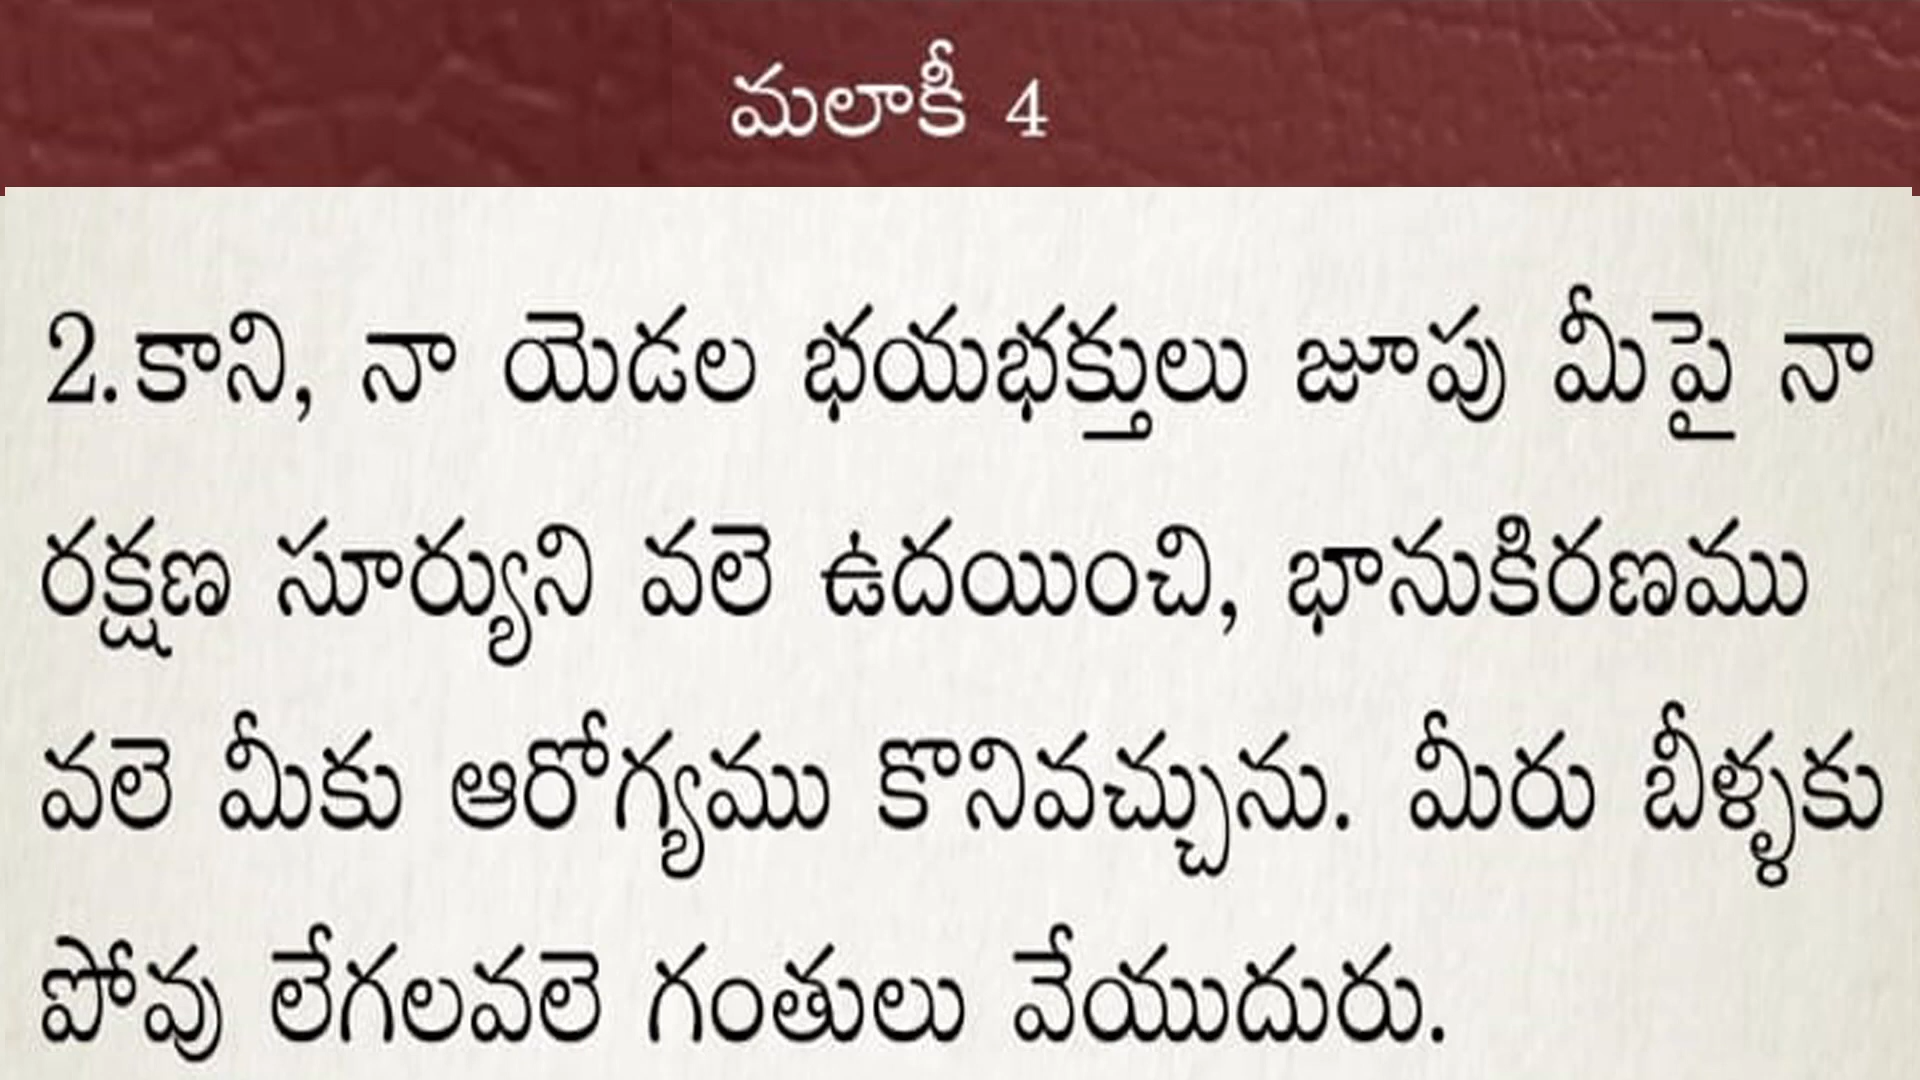 మలాకీ 4
2. కాని, నా యెడల భయభక్తులు జూపు మీపై నా
రక్షణ సూర్యుని వలె ఉదయించి, భానుకిరణము
వలె మీకు ఆరోగ్యము కొనివచ్చును. మీరు బీళ్ళకు
పోవు లేగలవలె గంతులు వేయుదురు.